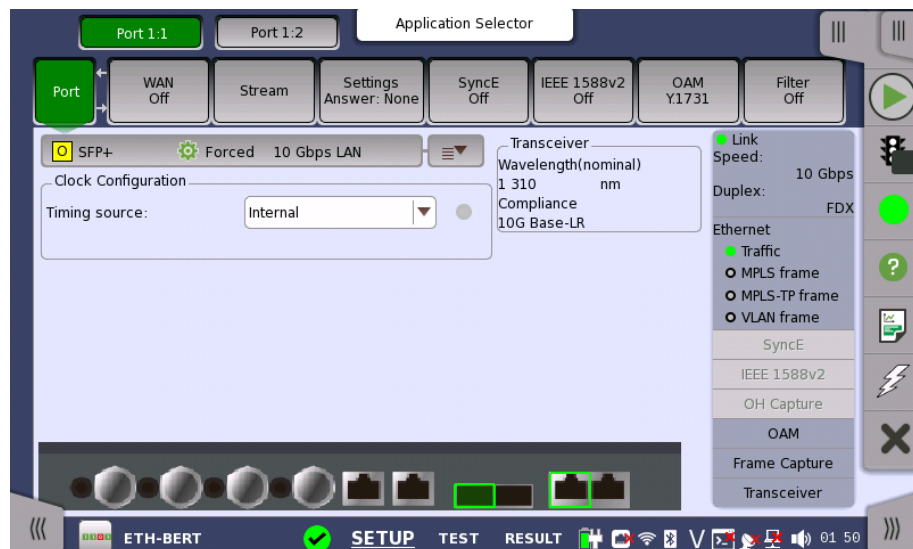 Port 1:1
Port 1:2
Application Selector
Port
WAN
Off
Stream
Settings
Answer: None
SyncE
Off
IEEE 1588v2
Off
OAM
Y.1731
Filter
Off
O SFP+ Forced 10 Gbps LAN
Clock Configuration
Timing source: Internal
Transceiver
Wavelength(nominal)
1 310 nm
Compliance
10G Base-LR
Link
Speed:
10 Gbps
Duplex:
FDX
Ethernet
Traffic
MPLS frame
MPLS-TP frame
VLAN frame
SyncE
IEEE 1588v2
OH Capture
OAM
Frame Capture
Transceiver
?
ETH-BERT SETUP TEST RESULT 01 50